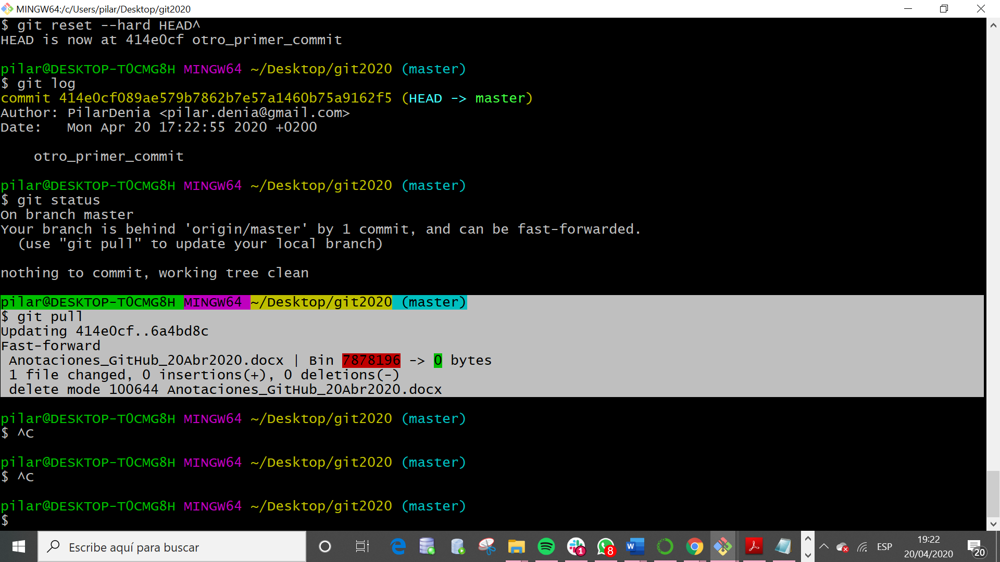 MINGW64:/c/Users/pilar/Desktop/git2020
$ git reset --hard HEAD^
HEAD is now at 414e0cf otro_primer_commit
pilar@DESKTOP-T0CMG8H MINGW64 ~/Desktop/git2020 (master)
$ git log
commit 414e0cf089ae579b7862b7e57a1460b75a9162f5 (HEAD -> master)
Author: PilarDenia <pilar.denia@gmail.com>
Date:   Mon Apr 20 17:22:55 2020 +0200
    otro_primer_commit
pilar@DESKTOP-T0CMG8H MINGW64 ~/Desktop/git2020 (master)
$ git status
On branch master
Your branch is behind 'origin/master' by 1 commit, and can be fast-forwarded.
  (use "git pull" to update your local branch)
nothing to commit, working tree clean
pilar@DESKTOP-T0CMG8H MINGW64 ~/Desktop/git2020 (master)
$ git pull
Updating 414e0cf..6a4bd8c
Fast-forward
 Anotaciones_GitHub_20Abr2020.docx | Bin 7878196 -> 0 bytes
 1 file changed, 0 insertions(+), 0 deletions(-)
 delete mode 100644 Anotaciones_GitHub_20Abr2020.docx
pilar@DESKTOP-T0CMG8H MINGW64 ~/Desktop/git2020 (master)
$ ^C
pilar@DESKTOP-T0CMG8H MINGW64 ~/Desktop/git2020 (master)
$ ^C
pilar@DESKTOP-T0CMG8H MINGW64 ~/Desktop/git2020 (master)
$
Escribe aquí para buscar
1
8
W
ESP
19:22
20/04/2020
20